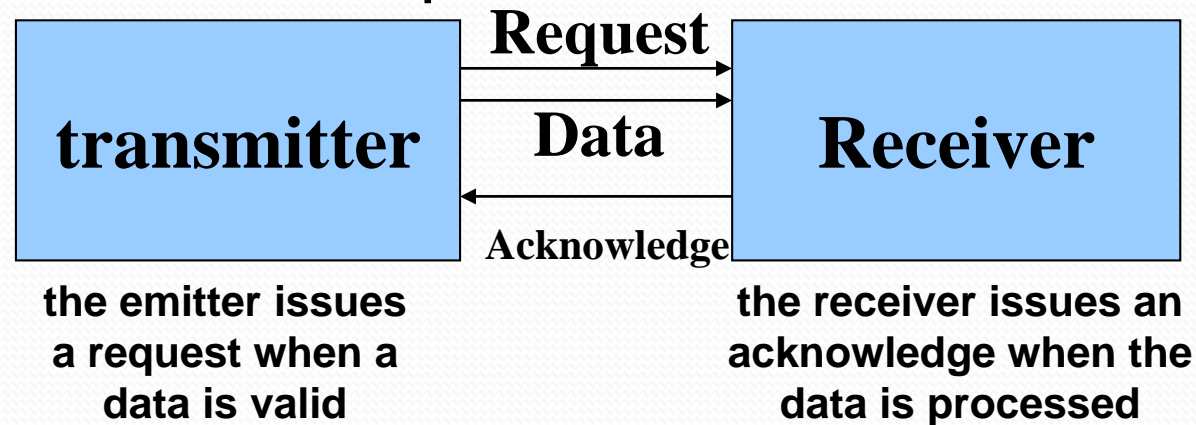 Request
transmitter
Data
Receiver
Acknowledge
the emitter issues
a request when a
data is valid
the receiver issues an
acknowledge when the
data is processed